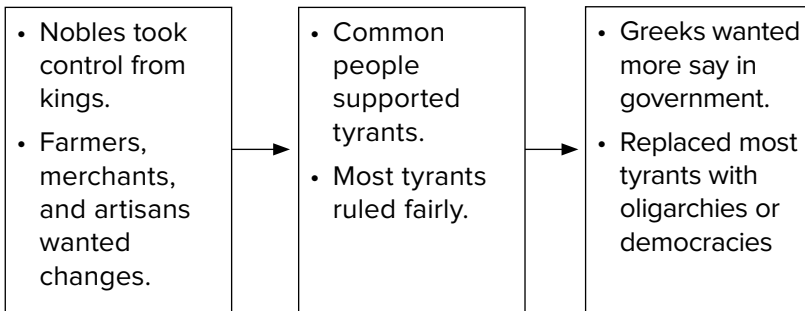 • Nobles took
control from
kings.
• Farmers,
merchants,
and artisans
wanted
changes.
• Common
people
supported
tyrants.
• Most tyrants
ruled fairly.
• Greeks wanted
more say in
government.
• Replaced most
tyrants with
oligarchies or
democracies